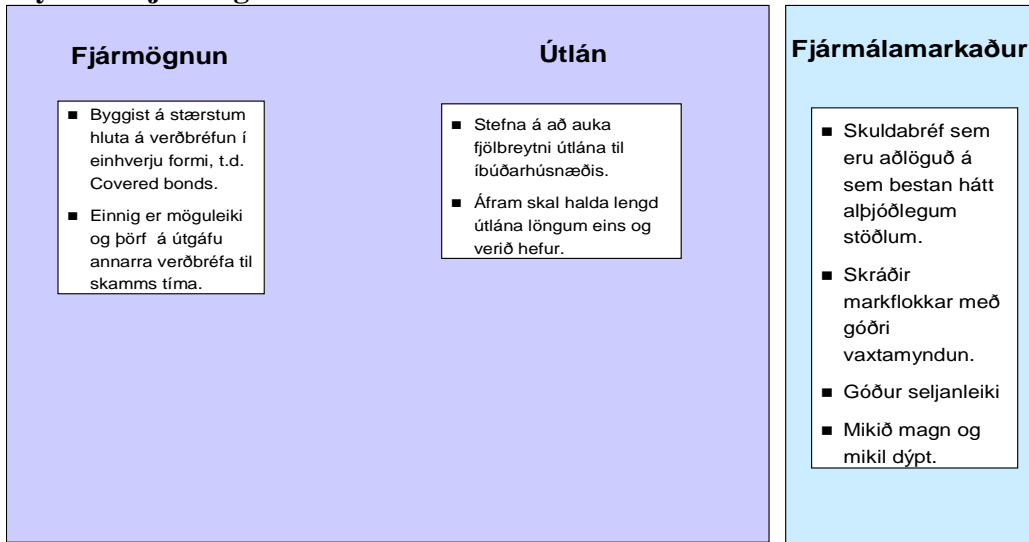 Fjármögnun
■ Byggist á stærstum
hluta á verðbréfun í
einhverju formi, t.d.
Covered bonds.
■ Einnig er möguleiki
og þörf á útgáfu
annarra verðbréfa til
skamms tíma.
Útlán
■ Stefna á að auka
fjölbreytni útlána til
íbúðarhúsnæðis.
■ Áfram skal halda lengd
útlána löngum eins og
verið hefur.
Fjármálamarkaður
■ Skuldabréf sem
eru aðlöguð á
sem bestan hátt
alþjóðlegum
stöðlum.
■ Skráðir
markflokkar með
góðri
vaxtamyndun.
■ Góður seljanleiki
■ Mikið magn og
mikil dýpt.